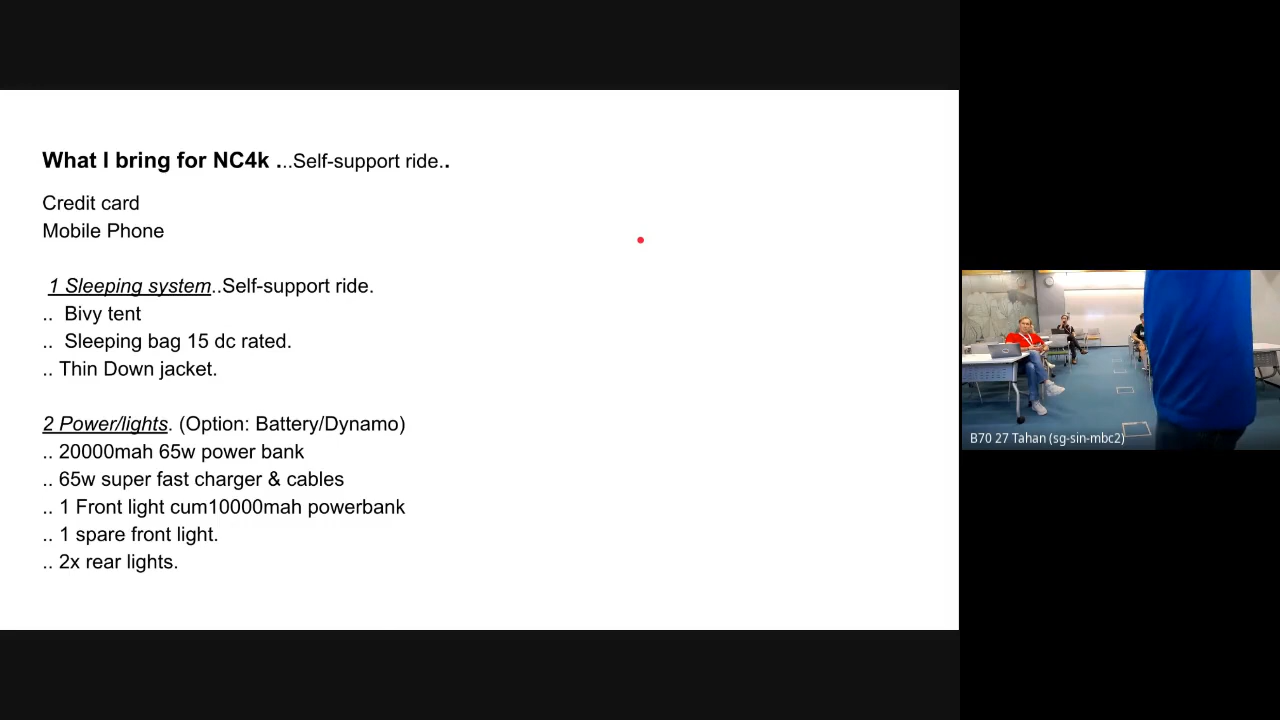 What I bring for NC4k ...Self-support ride..
Credit card
Mobile Phone
1 Sleeping system..Self-support ride.
.. Bivy tent
.. Sleeping bag 15 dc rated.
.. Thin Down jacket.
2 Power/lights. (Option: Battery/Dynamo)
.. 20000mah 65w power bank
.. 65w super fast charger & cables
.. 1 Front light cum10000mah powerbank
.. 1 spare front light.
.. 2x rear lights.
B70 27 Tahan (sg-sin-mbc2)